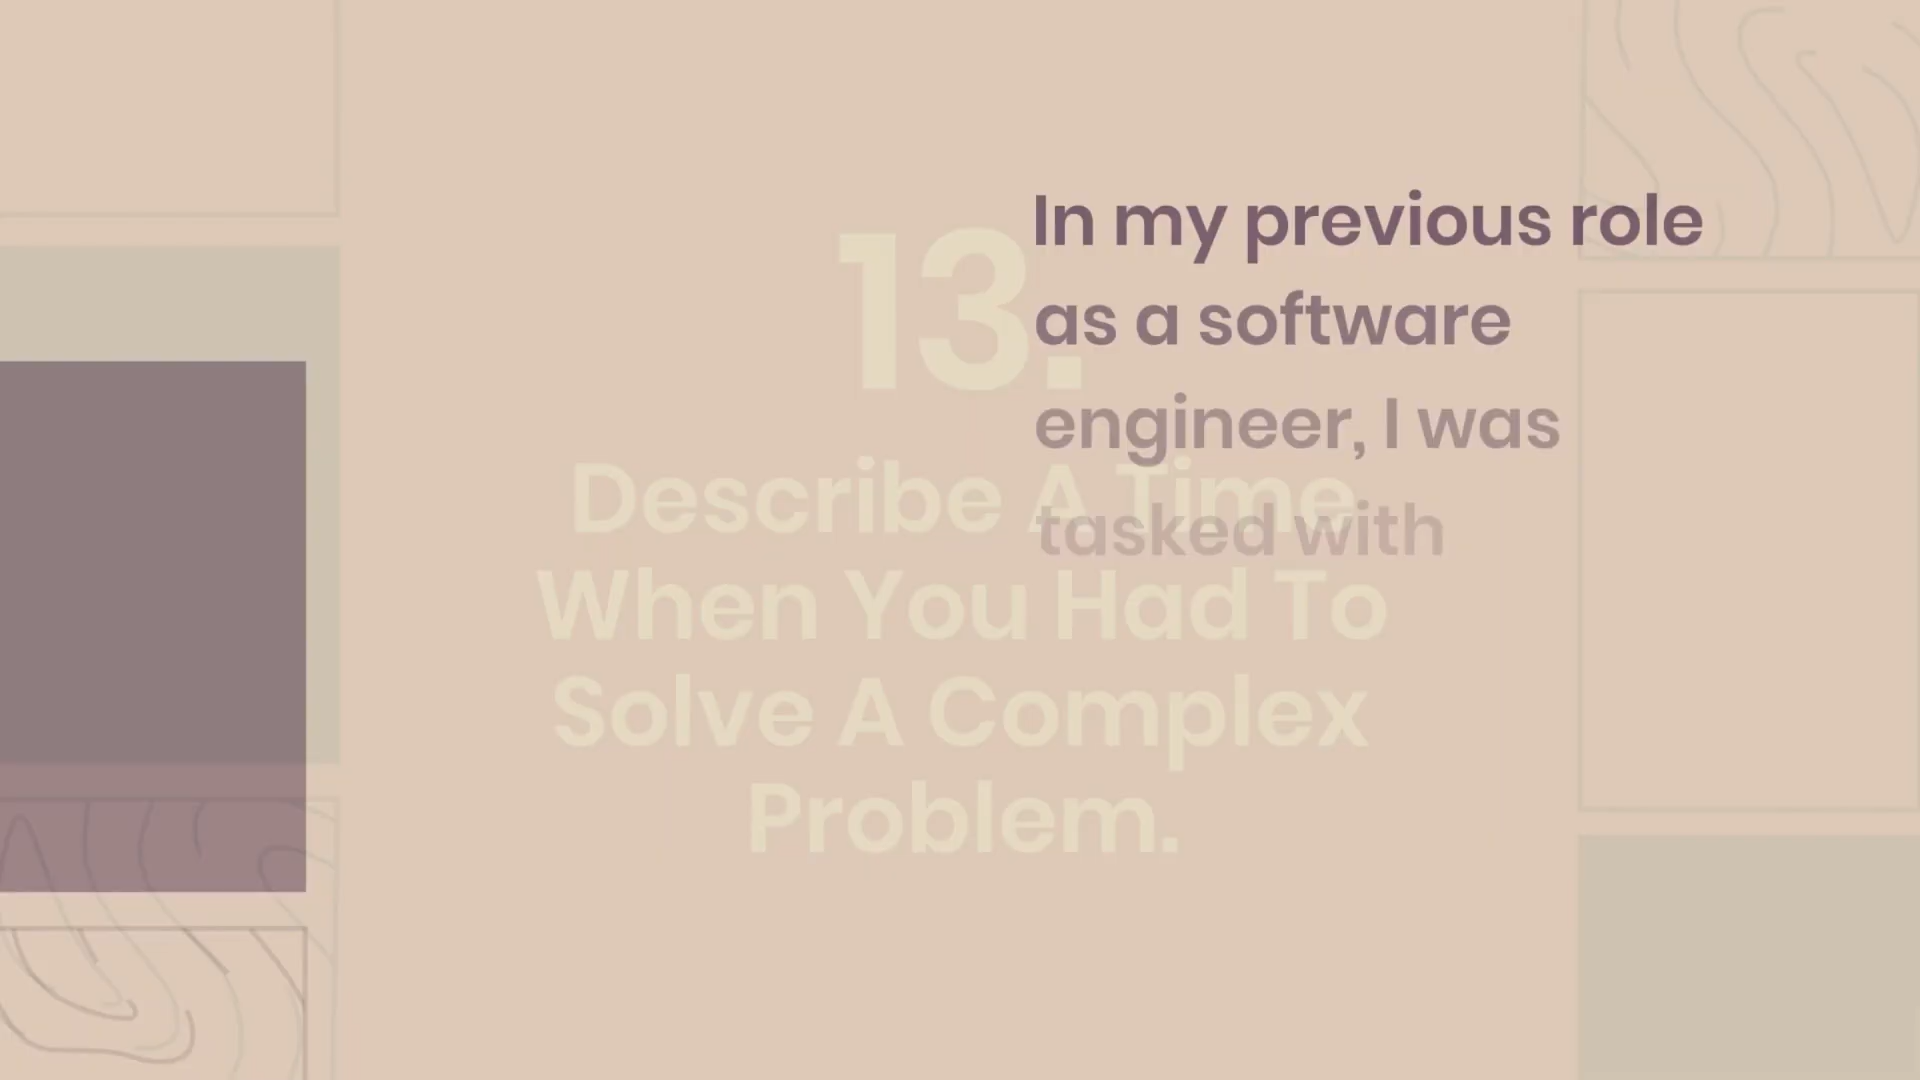 13.
Describe A Time
When You Had To
Solve A Complex
Problem.
In my previous role
as a software
engineer, I was
tasked with